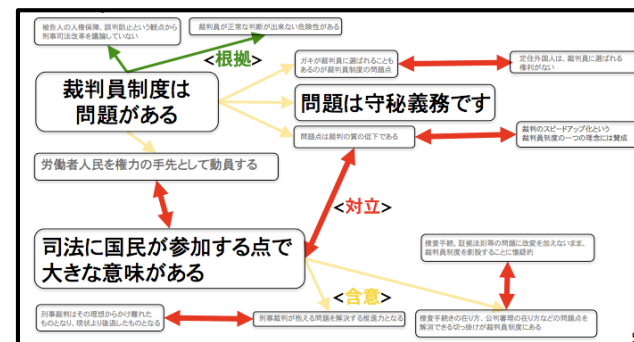 被告人の人権保障、誤判防止という観点から
刑事司法改革を議論していない
裁判員が正常な判断が出来ない危険性がある
<根拠>
裁判員制度は
問題がある
ガキが裁判員に選ばれることも
あるのが裁判員制度の問題点
定住外国人は、裁判員に選ばれる
権利がない
問題は守秘義務です
問題点は裁判の質の低下である
裁判のスピードアップ化という
裁判員制度の一つの理念には賛成
労働者人民を権力の手先として動員する
<対立>
司法に国民が参加する点で
大きな意味がある
捜査手続、証拠法則等の問題に改変を加えないまま、
裁判員制度を創設することに懐疑的
<含意>
刑事裁判はその理想からかけ離れた
ものとなり、現状より後退したものとなる
刑事裁判が抱える問題を解決する推進力となる
捜査手続きの在り方、公判審理の在り方などの問題点を
解消できる切っ掛けが裁判員制度にある